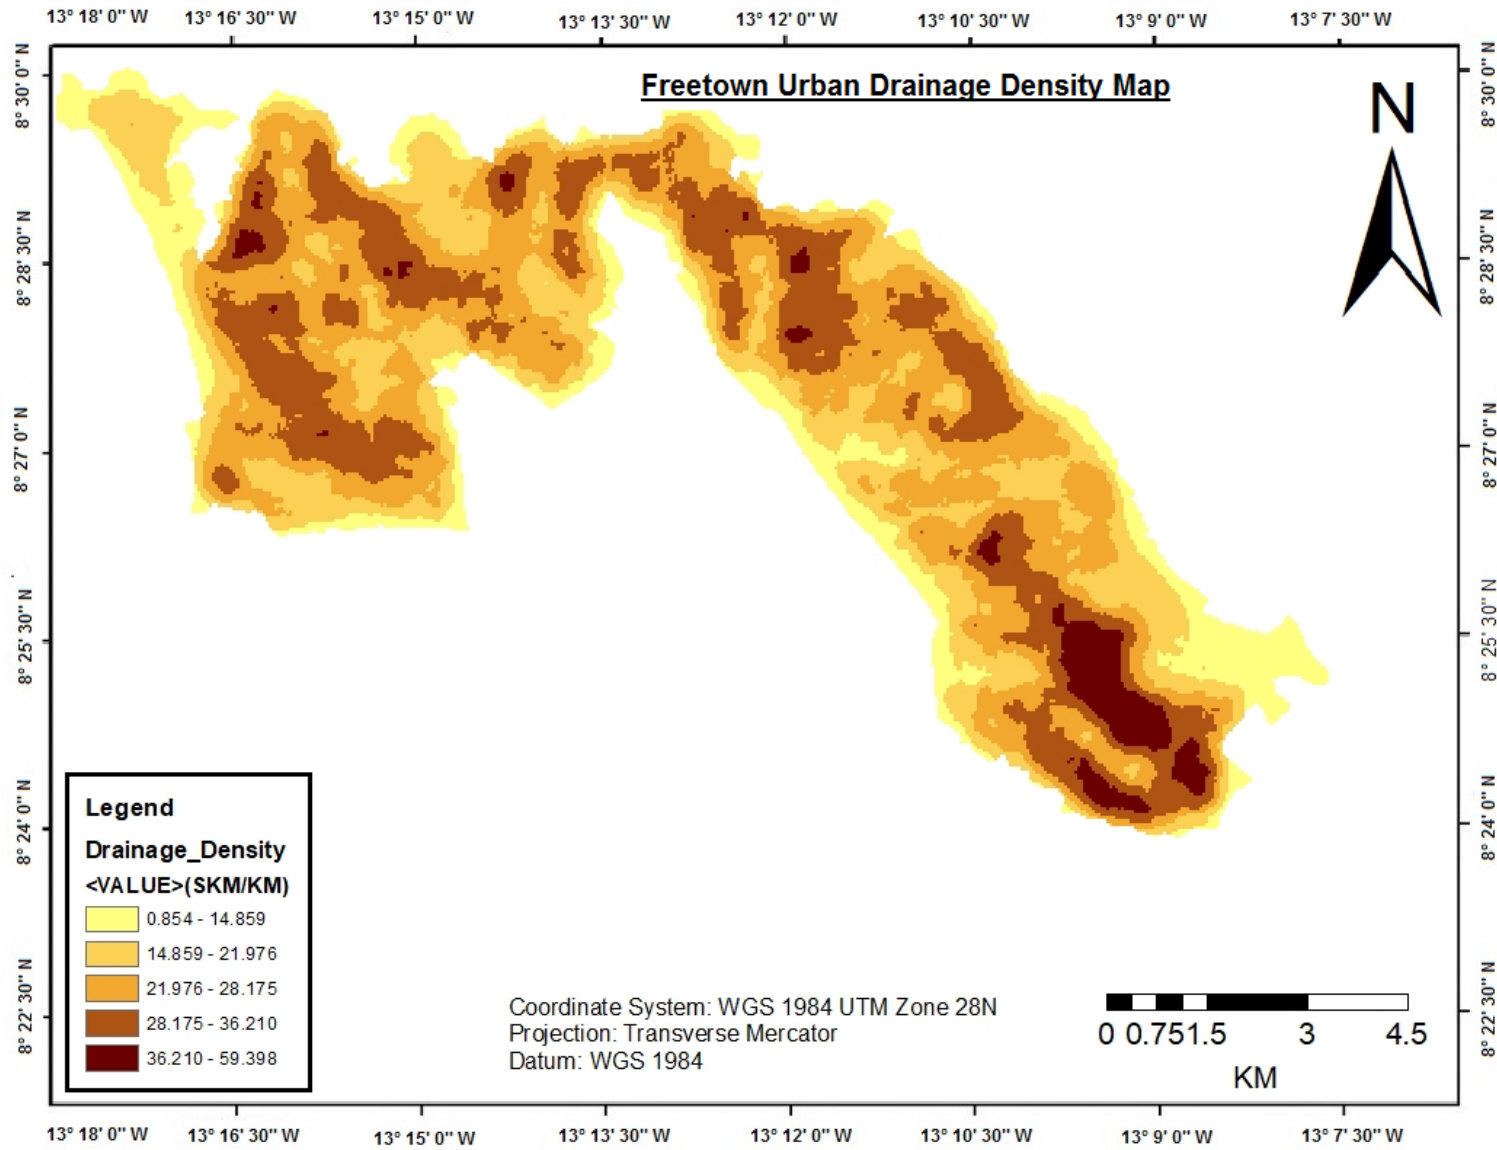 13° 18' 0" W 13° 16' 30" W 13° 15' 0" W 13° 13' 30" W 13° 12' 0" W 13° 10' 30" W 13° 9' 0" W 13° 7' 30" W
Freetown Urban Drainage Density Map
N
8° 30' 0" N
8° 28' 30" N
8° 27' 0" N
8° 25' 30" N
8° 24' 0" N
8° 22' 30" N
8° 30' 0" N
8° 28' 30" N
8° 27' 0" N
8° 25' 30" N
8° 24' 0" N
8° 22' 30" N
Legend
Drainage_Density
<VALUE>(SKM/KM)
0.854 - 14.859
14.859 - 21.976
21.976 - 28.175
28.175 - 36.210
36.210 - 59.398
Coordinate System: WGS 1984 UTM Zone 28N
Projection: Transverse Mercator
Datum: WGS 1984
0 0.75 1.5 3 4.5
KM
13° 18' 0" W 13° 16' 30" W 13° 15' 0" W 13° 13' 30" W 13° 12' 0" W 13° 10' 30" W 13° 9' 0" W 13° 7' 30" W